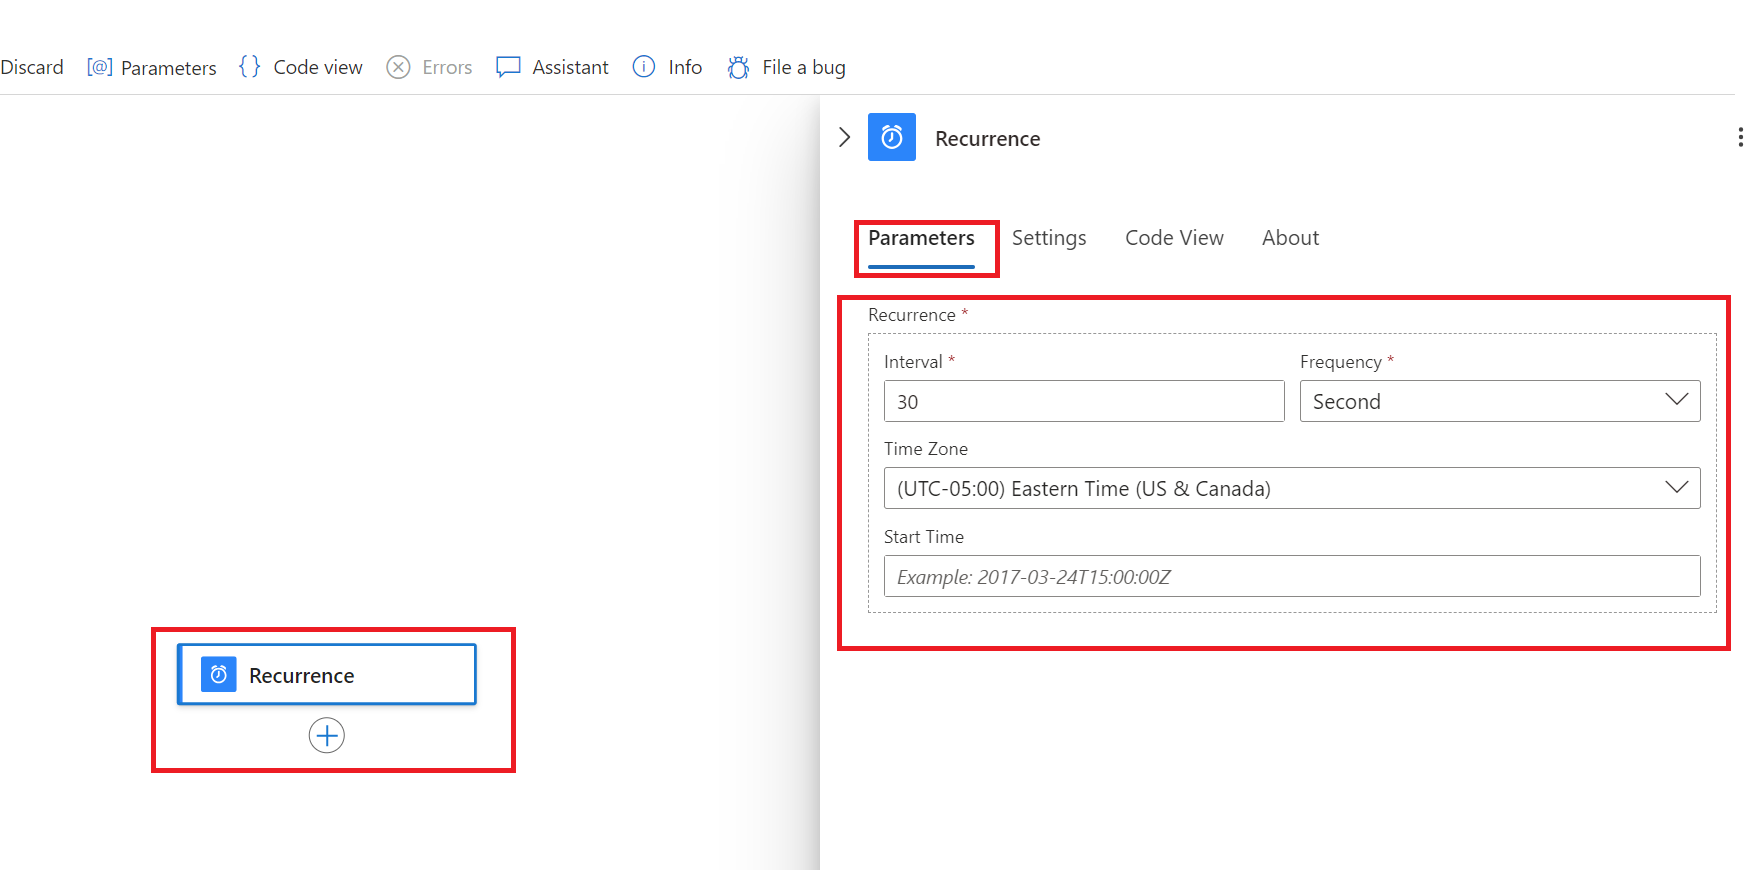 Discard [@] Parameters {} Code view Errors Assistant Info File a bug
Recurrence
Parameters Settings Code View About
Recurrence *
Interval * Frequency *
30 Second
Time Zone
(UTC-05:00) Eastern Time (US & Canada)
Start Time
Example: 2017-03-24T15:00:00Z
Recurrence